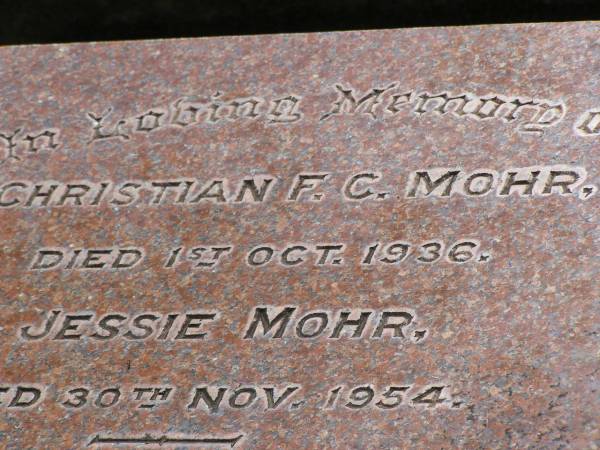 In Loving Memory o
CHRISTIAN F. C. MOHR,
DIED 1ST OCT. 1936.
JESSIE MOHR,
ED 30TH NOV. 1954.